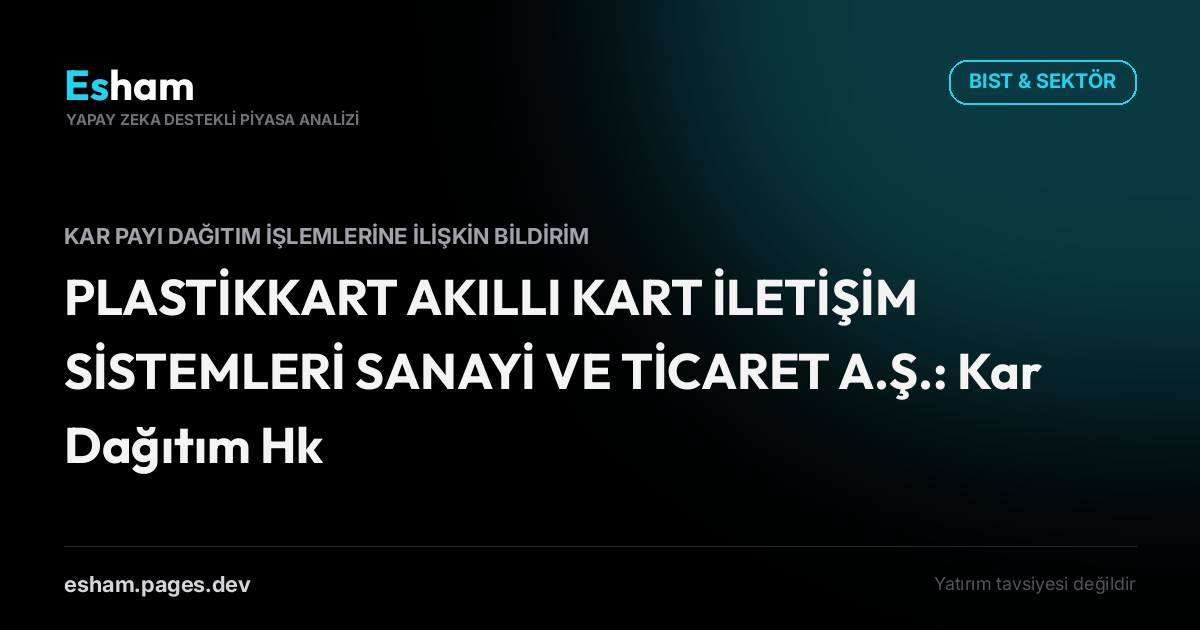 Esham
BIST & SEKTÖR
YAPAY ZEKA DESTEKLİ PİYASA ANALİZİ
KAR PAYI DAĞITIM İŞLEMLERİNE İLİŞKİN BİLDİRİM
PLASTİKKART AKILLI KART İLETİŞİM
SİSTEMLERİ SANAYİ VE TİCARET A.Ş.: Kar
Dağıtım Hk
esham.pages.dev
Yatırım tavsiyesi değildir